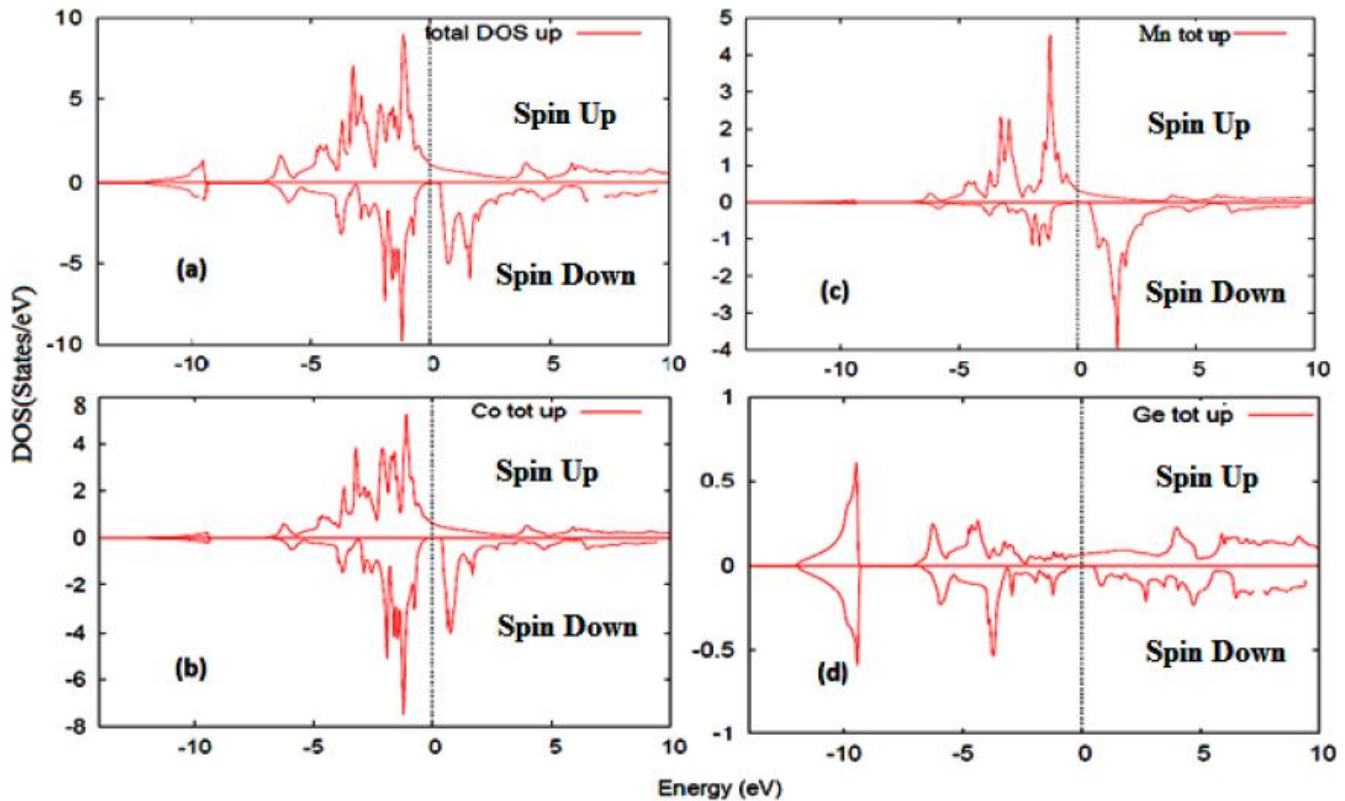 DOS(States/eV)
10
5
0
-5
-10
total DOS up
Spin Up
(a)
Spin Down
-10
-5
0
5
10
5
4
3
2
1
0
-1
-2
-3
-4
Mn tot up
Spin Up
(c)
Spin Down
-10
-5
0
5
10
8
4
2
0
-2
-4
-6
-8
Co tot up
Spin Up
(b)
Spin Down
-10
-5
0
5
10
1
0.5
0
-0.5
-1
Ge tot up
Spin Up
(d)
Spin Down
-10
-5
0
5
10
Energy (eV)